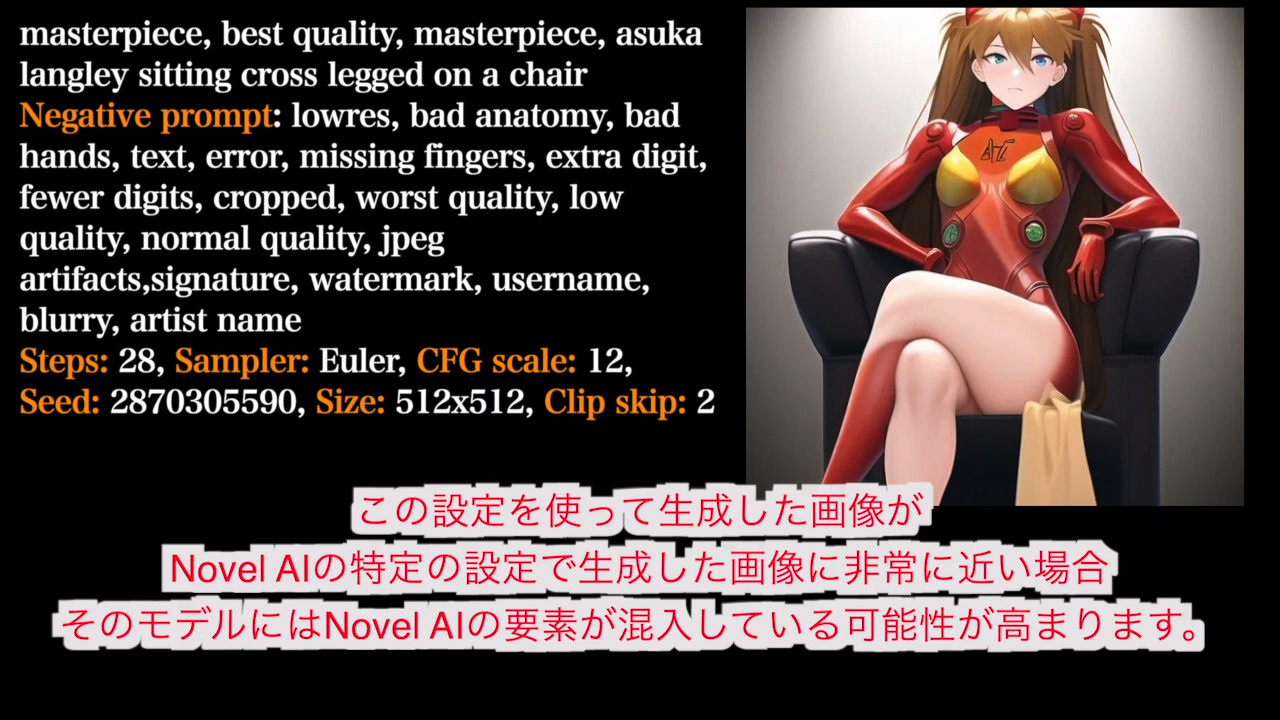 masterpiece, best quality, masterpiece, asuka
langley sitting cross legged on a chair
Negative prompt: lowres, bad anatomy, bad
hands, text, error, missing fingers, extra digit,
fewer digits, cropped, worst quality, low
quality, normal quality, jpeg
artifacts,signature, watermark, username,
blurry, artist name
Steps: 28, Sampler: Euler, CFG scale: 12,
Seed: 2870305590, Size: 512x512, Clip skip: 2
この設定を使って生成した画像が
Novel AIの特定の設定で生成した画像に非常に近い場合
そのモデルにはNovel AIの要素が混入している可能性が高まります。